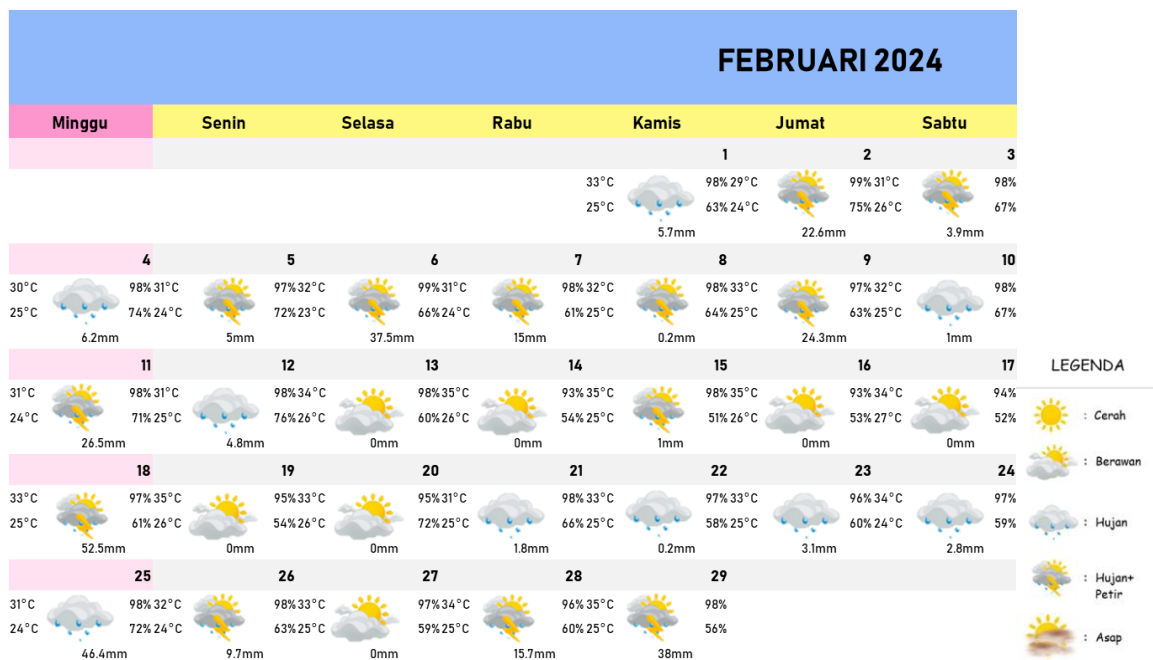 FEBRUARI 2024
Minggu Senin Selasa Rabu Kamis Jumat Sabtu
1 2 3
33°C 98% 29°C 99% 31°C 98%
25°C 63% 24°C 75% 26°C 67%
5.7mm 22.6mm 3.9mm
4 5 6 7 8 9 10
30°C 98% 31°C 97% 32°C 99% 31°C 98% 32°C 98% 33°C 97% 32°C 98%
25°C 74% 24°C 72% 23°C 66% 24°C 61% 25°C 64% 25°C 63% 25°C 67%
6.2mm 5mm 37.5mm 15mm 0.2mm 24.3mm 1mm
11 12 13 14 15 16 17
31°C 98% 31°C 98% 34°C 98% 35°C 93% 35°C 98% 35°C 93% 34°C 94%
24°C 71% 25°C 76% 26°C 60% 26°C 54% 25°C 51% 26°C 53% 27°C 52%
26.5mm 4.8mm 0mm 0mm 1mm 0mm 0mm
18 19 20 21 22 23 24
33°C 97% 35°C 95% 33°C 95% 31°C 98% 33°C 97% 33°C 96% 34°C 97%
25°C 61% 26°C 54% 26°C 72% 25°C 66% 25°C 58% 25°C 60% 24°C 59%
52.5mm 0mm 0mm 1.8mm 0.2mm 3.1mm 2.8mm
25 26 27 28 29
31°C 98% 32°C 98% 33°C 97% 34°C 96% 35°C 98%
24°C 72% 24°C 63% 25°C 59% 25°C 60% 25°C 56%
46.4mm 9.7mm 0mm 15.7mm 38mm
LEGENDA
: Cerah
: Berawan
: Hujan
: Hujan+
Petir
: Asap